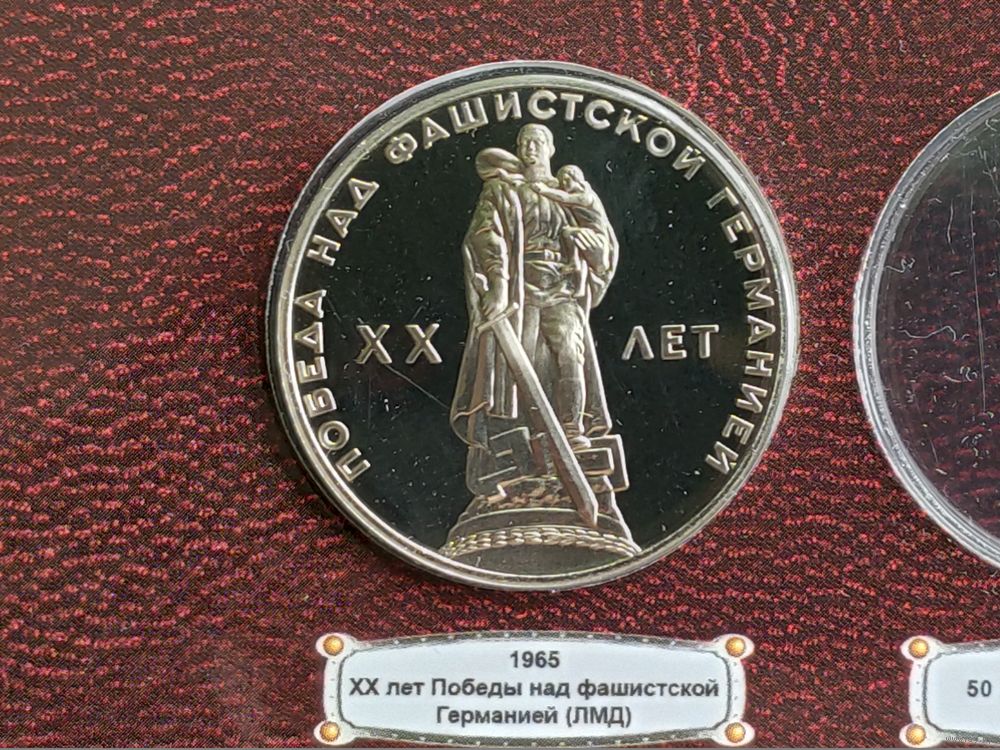 ПОБЕДА НАД ФАШИСТСКОЙ ГЕРМАНИЕЙ
XX ЛЕТ
1965
XX лет Победы над фашистской
Германией (ЛМД)
50